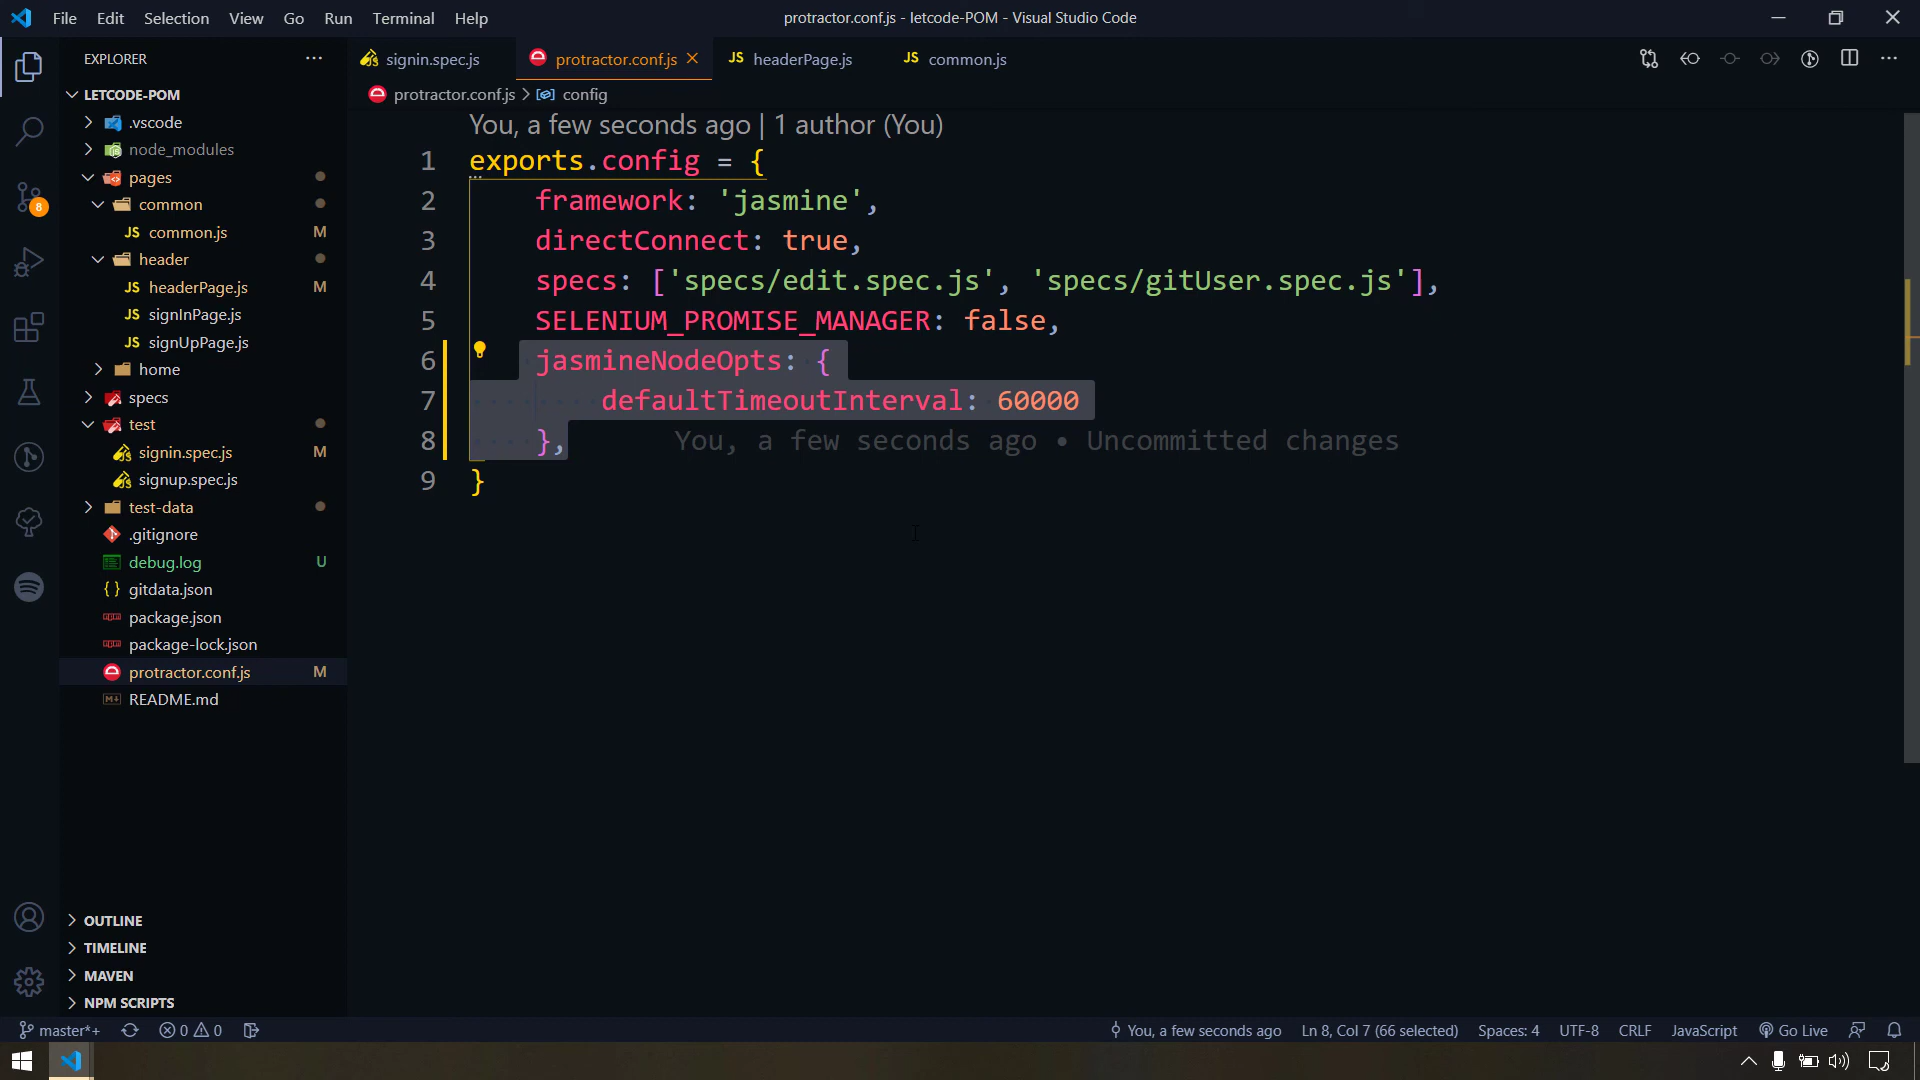 File Edit Selection View Go Run Terminal Help
protractor.conf.js - letcode-POM - Visual Studio Code
EXPLORER
signin.spec.js
protractor.conf.js
JS headerPage.js
JS common.js
LETCODE-POM
.vscode
node_modules
pages
common
JS common.js M
header
JS headerPage.js M
JS signInPage.js
JS signUpPage.js
home
specs
test
signin.spec.js M
signup.spec.js
test-data
.gitignore
debug.log U
{} gitdata.json
package.json
package-lock.json
protractor.conf.js M
README.md
OUTLINE
TIMELINE
MAVEN
NPM SCRIPTS
8
protractor.conf.js > config
You, a few seconds ago | 1 author (You)
1 exports.config = {
2 framework: 'jasmine',
3 directConnect: true,
4 specs: ['specs/edit.spec.js', 'specs/gitUser.spec.js'],
5 SELENIUM_PROMISE_MANAGER: false,
6 jasmineNodeOpts: {
7 defaultTimeoutInterval: 60000
8 }, You, a few seconds ago • Uncommitted changes
9 }
master*+ 0 0 You, a few seconds ago Ln 8, Col 7 (66 selected) Spaces: 4 UTF-8 CRLF JavaScript Go Live